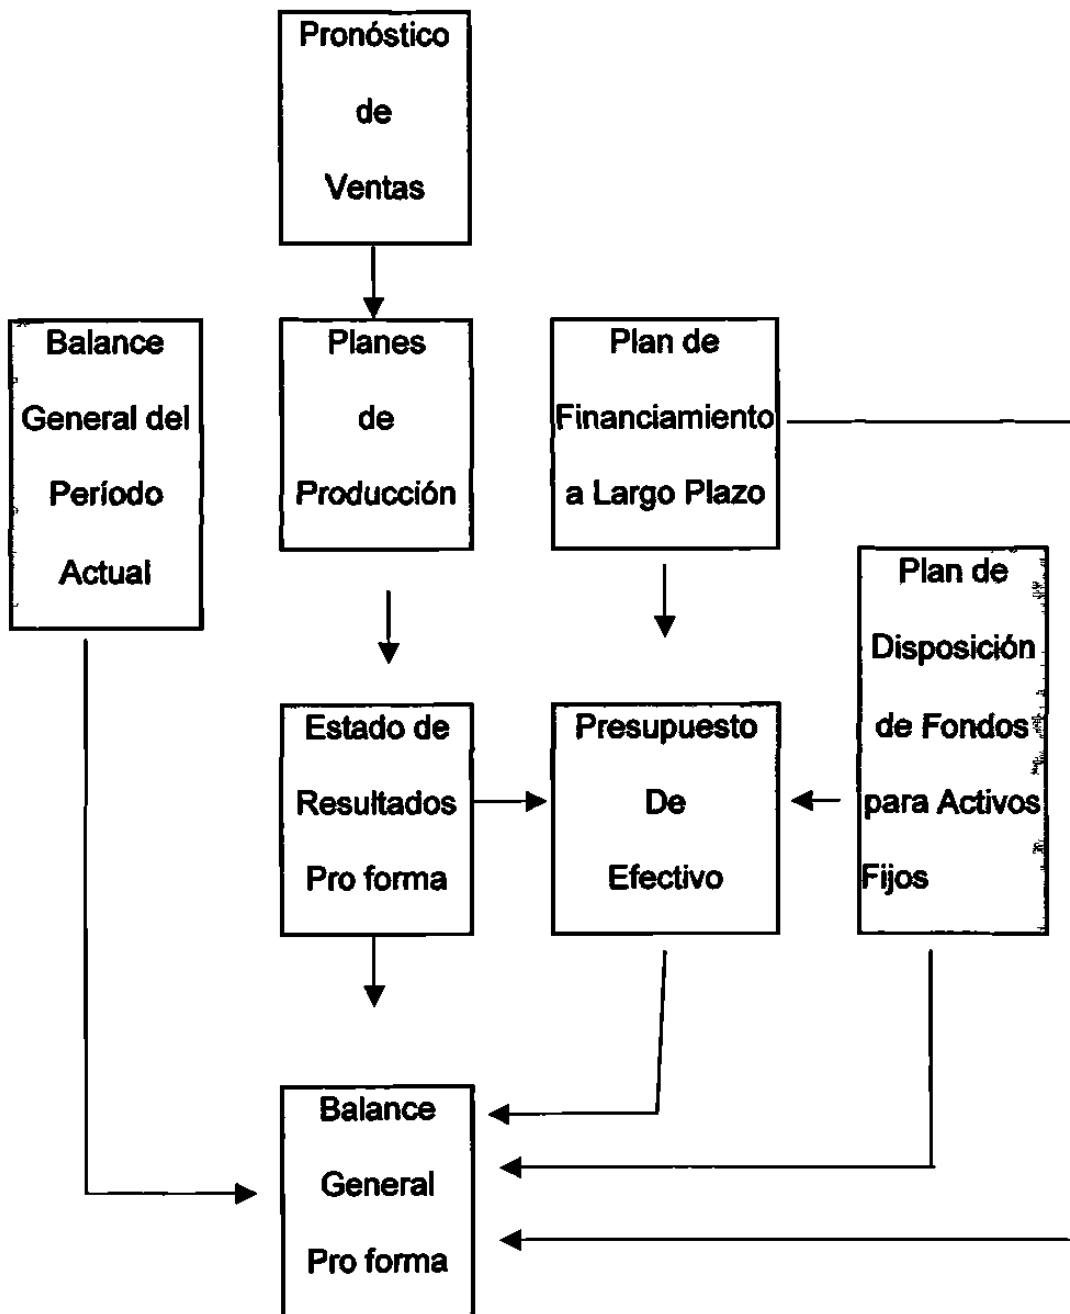 Pronóstico
de
Ventas
Balance
General del
Período
Actual
Planes
de
Producción
Plan de
Financiamiento
a Largo Plazo
Plan de
Disposición
de Fondos
para Activos
Fijos
Estado de
Resultados
Pro forma
Presupuesto
De
Efectivo
Balance
General
Pro forma